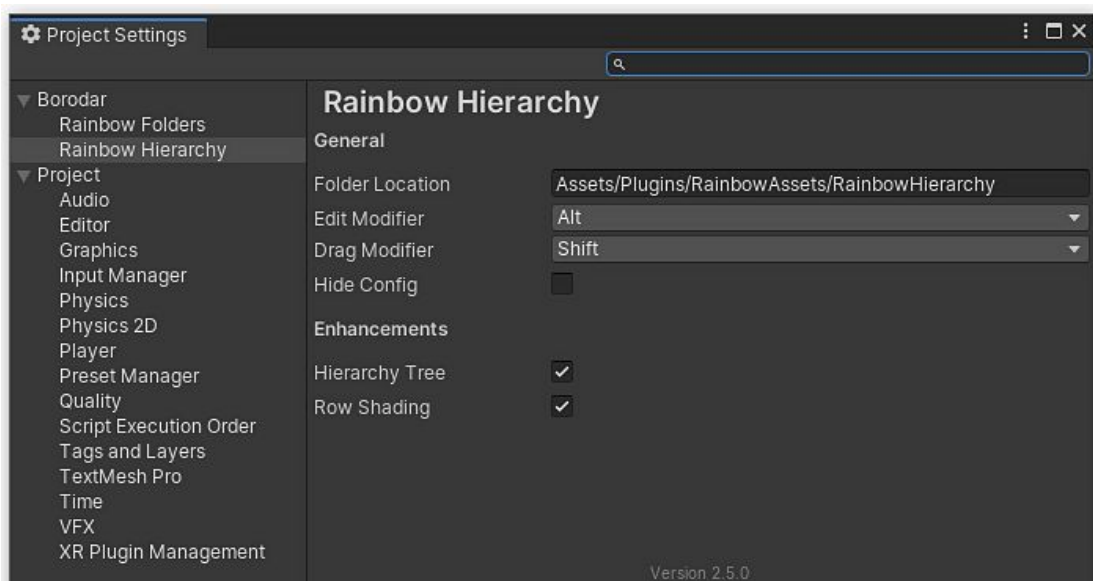 Project Settings
Borodar
Rainbow Folders
Rainbow Hierarchy
Project
Audio
Editor
Graphics
Input Manager
Physics
Physics 2D
Player
Preset Manager
Quality
Script Execution Order
Tags and Layers
TextMesh Pro
Time
VFX
XR Plugin Management
Rainbow Hierarchy
General
Folder Location Assets/Plugins/RainbowAssets/RainbowHierarchy
Edit Modifier Alt
Drag Modifier Shift
Hide Config
Enhancements
Hierarchy Tree
Row Shading
Version 2.5.0